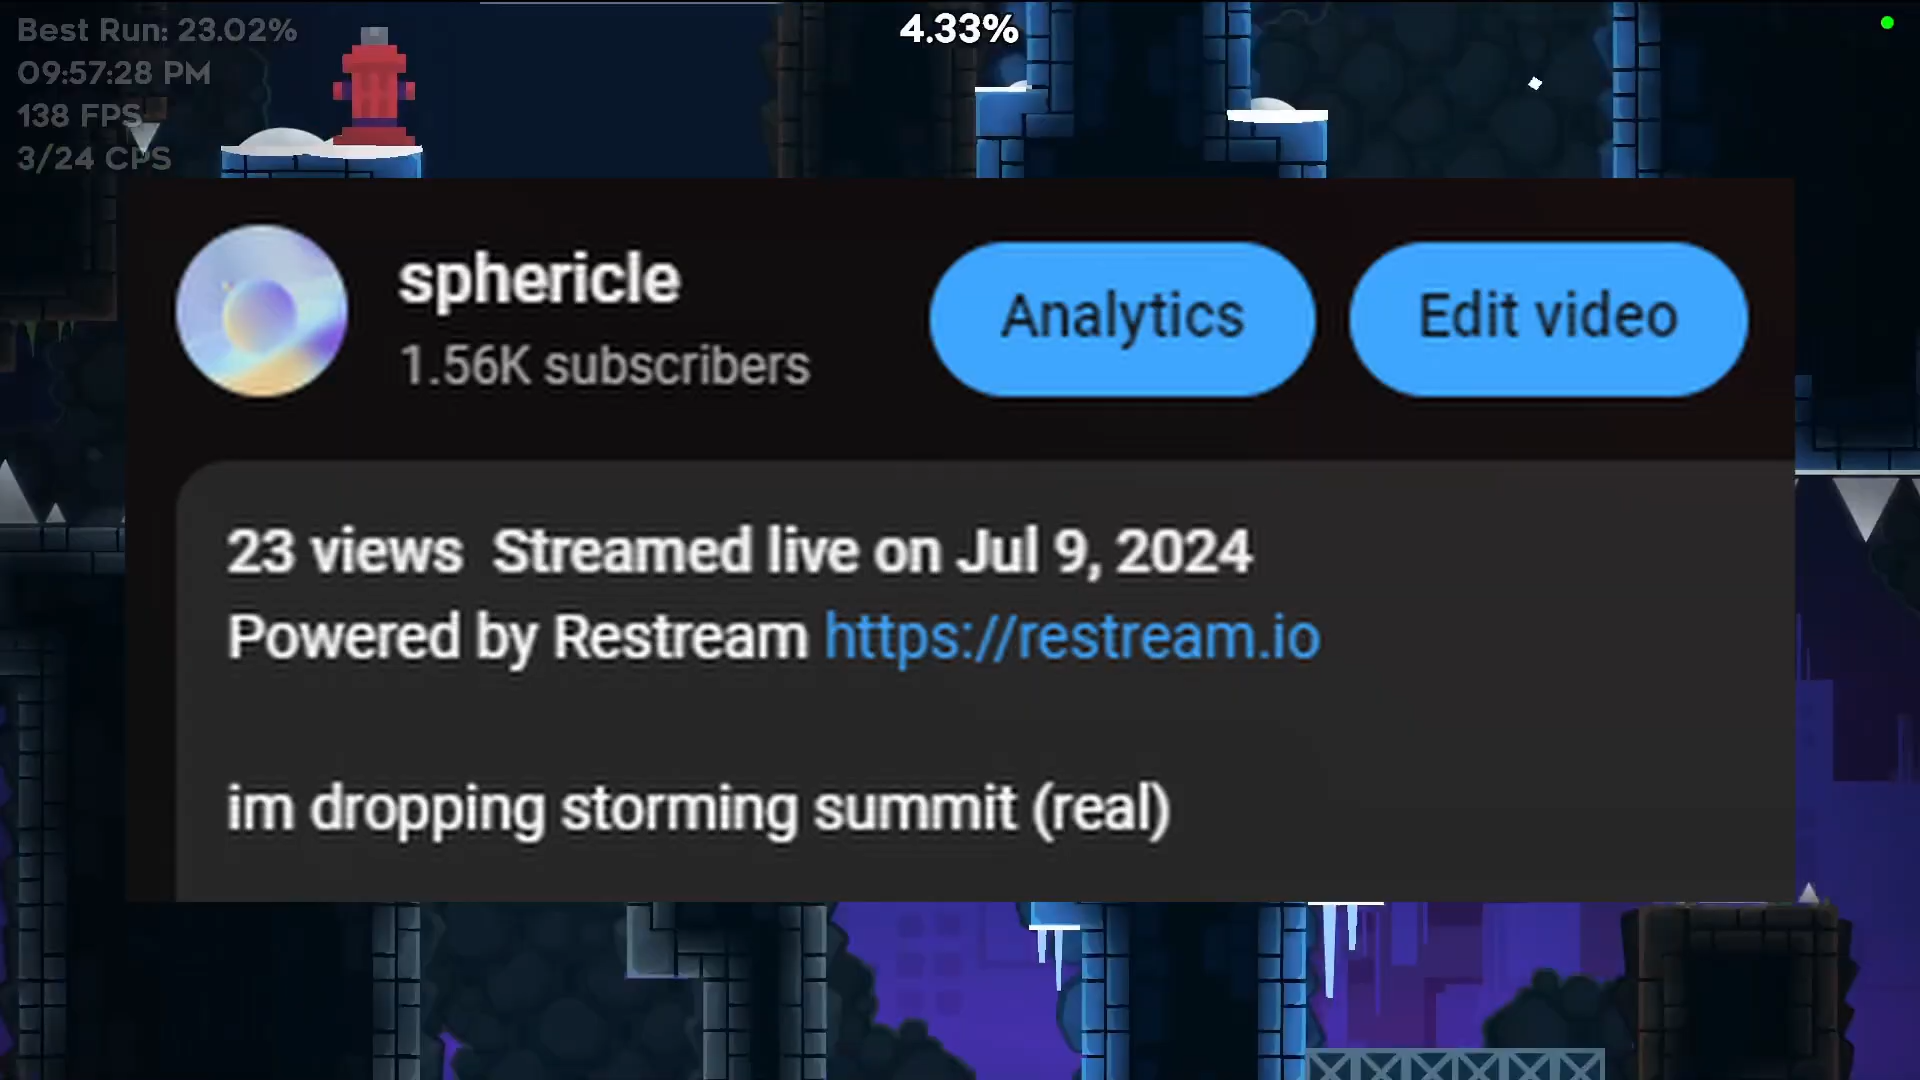 Best Run: 23.02%
09:57:28 PM
138 FPS
3/24 CPS
4.33%
sphericle
1.56K subscribers
Analytics
Edit video
23 views  Streamed live on Jul 9, 2024
Powered by Restream https://restream.io
im dropping storming summit (real)